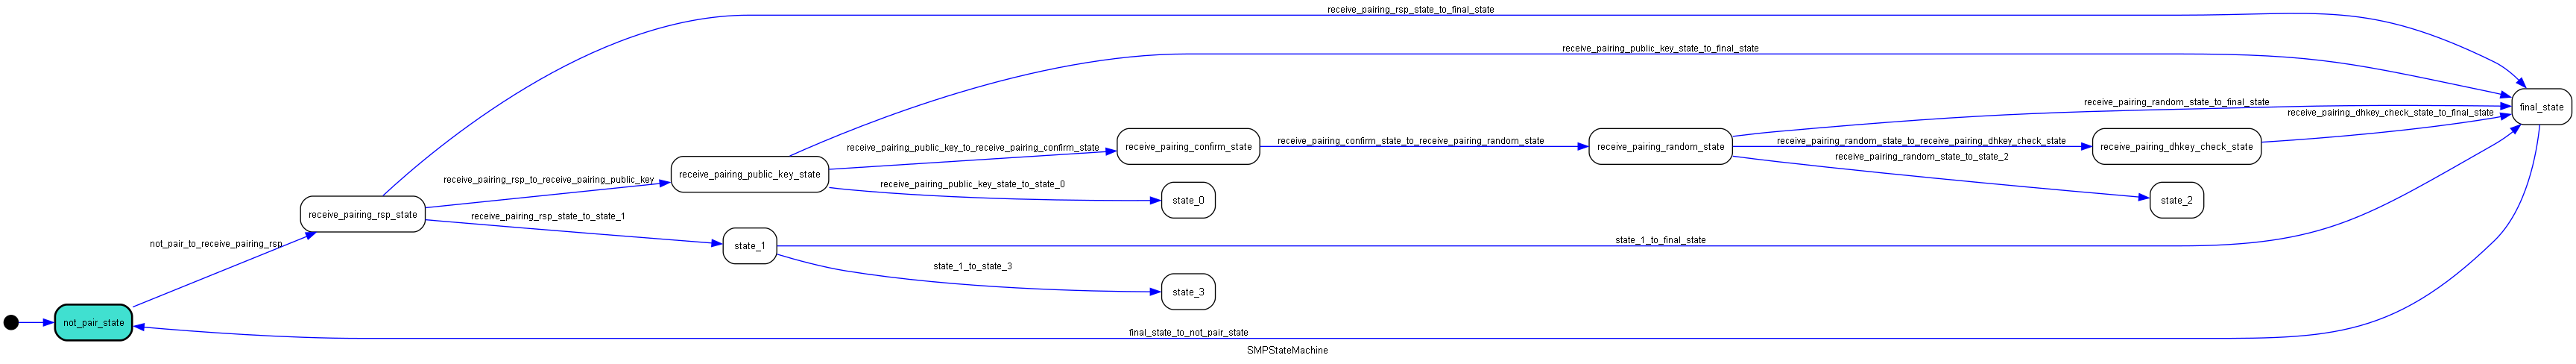 receive_pairing_rsp_state_to_final_state
receive_pairing_public_key_state_to_final_state
receive_pairing_random_state_to_final_state
final_state
receive_pairing_dhkey_check_state_to_final_state
receive_pairing_public_key_to_receive_pairing_confirm_state
receive_pairing_confirm_state
receive_pairing_confirm_state_to_receive_pairing_random_state
receive_pairing_random_state
receive_pairing_random_state_to_receive_pairing_dhkey_check_state
receive_pairing_dhkey_check_state
receive_pairing_random_state_to_state_2
receive_pairing_rsp_to_receive_pairing_public_key
receive_pairing_public_key_state
receive_pairing_public_key_state_to_state_0
state_0
state_2
receive_pairing_rsp_state
receive_pairing_rsp_state_to_state_1
not_pair_to_receive_pairing_rsp
state_1
state_1_to_final_state
state_1_to_state_3
state_3
not_pair_state
final_state_to_not_pair_state
SMPStateMachine